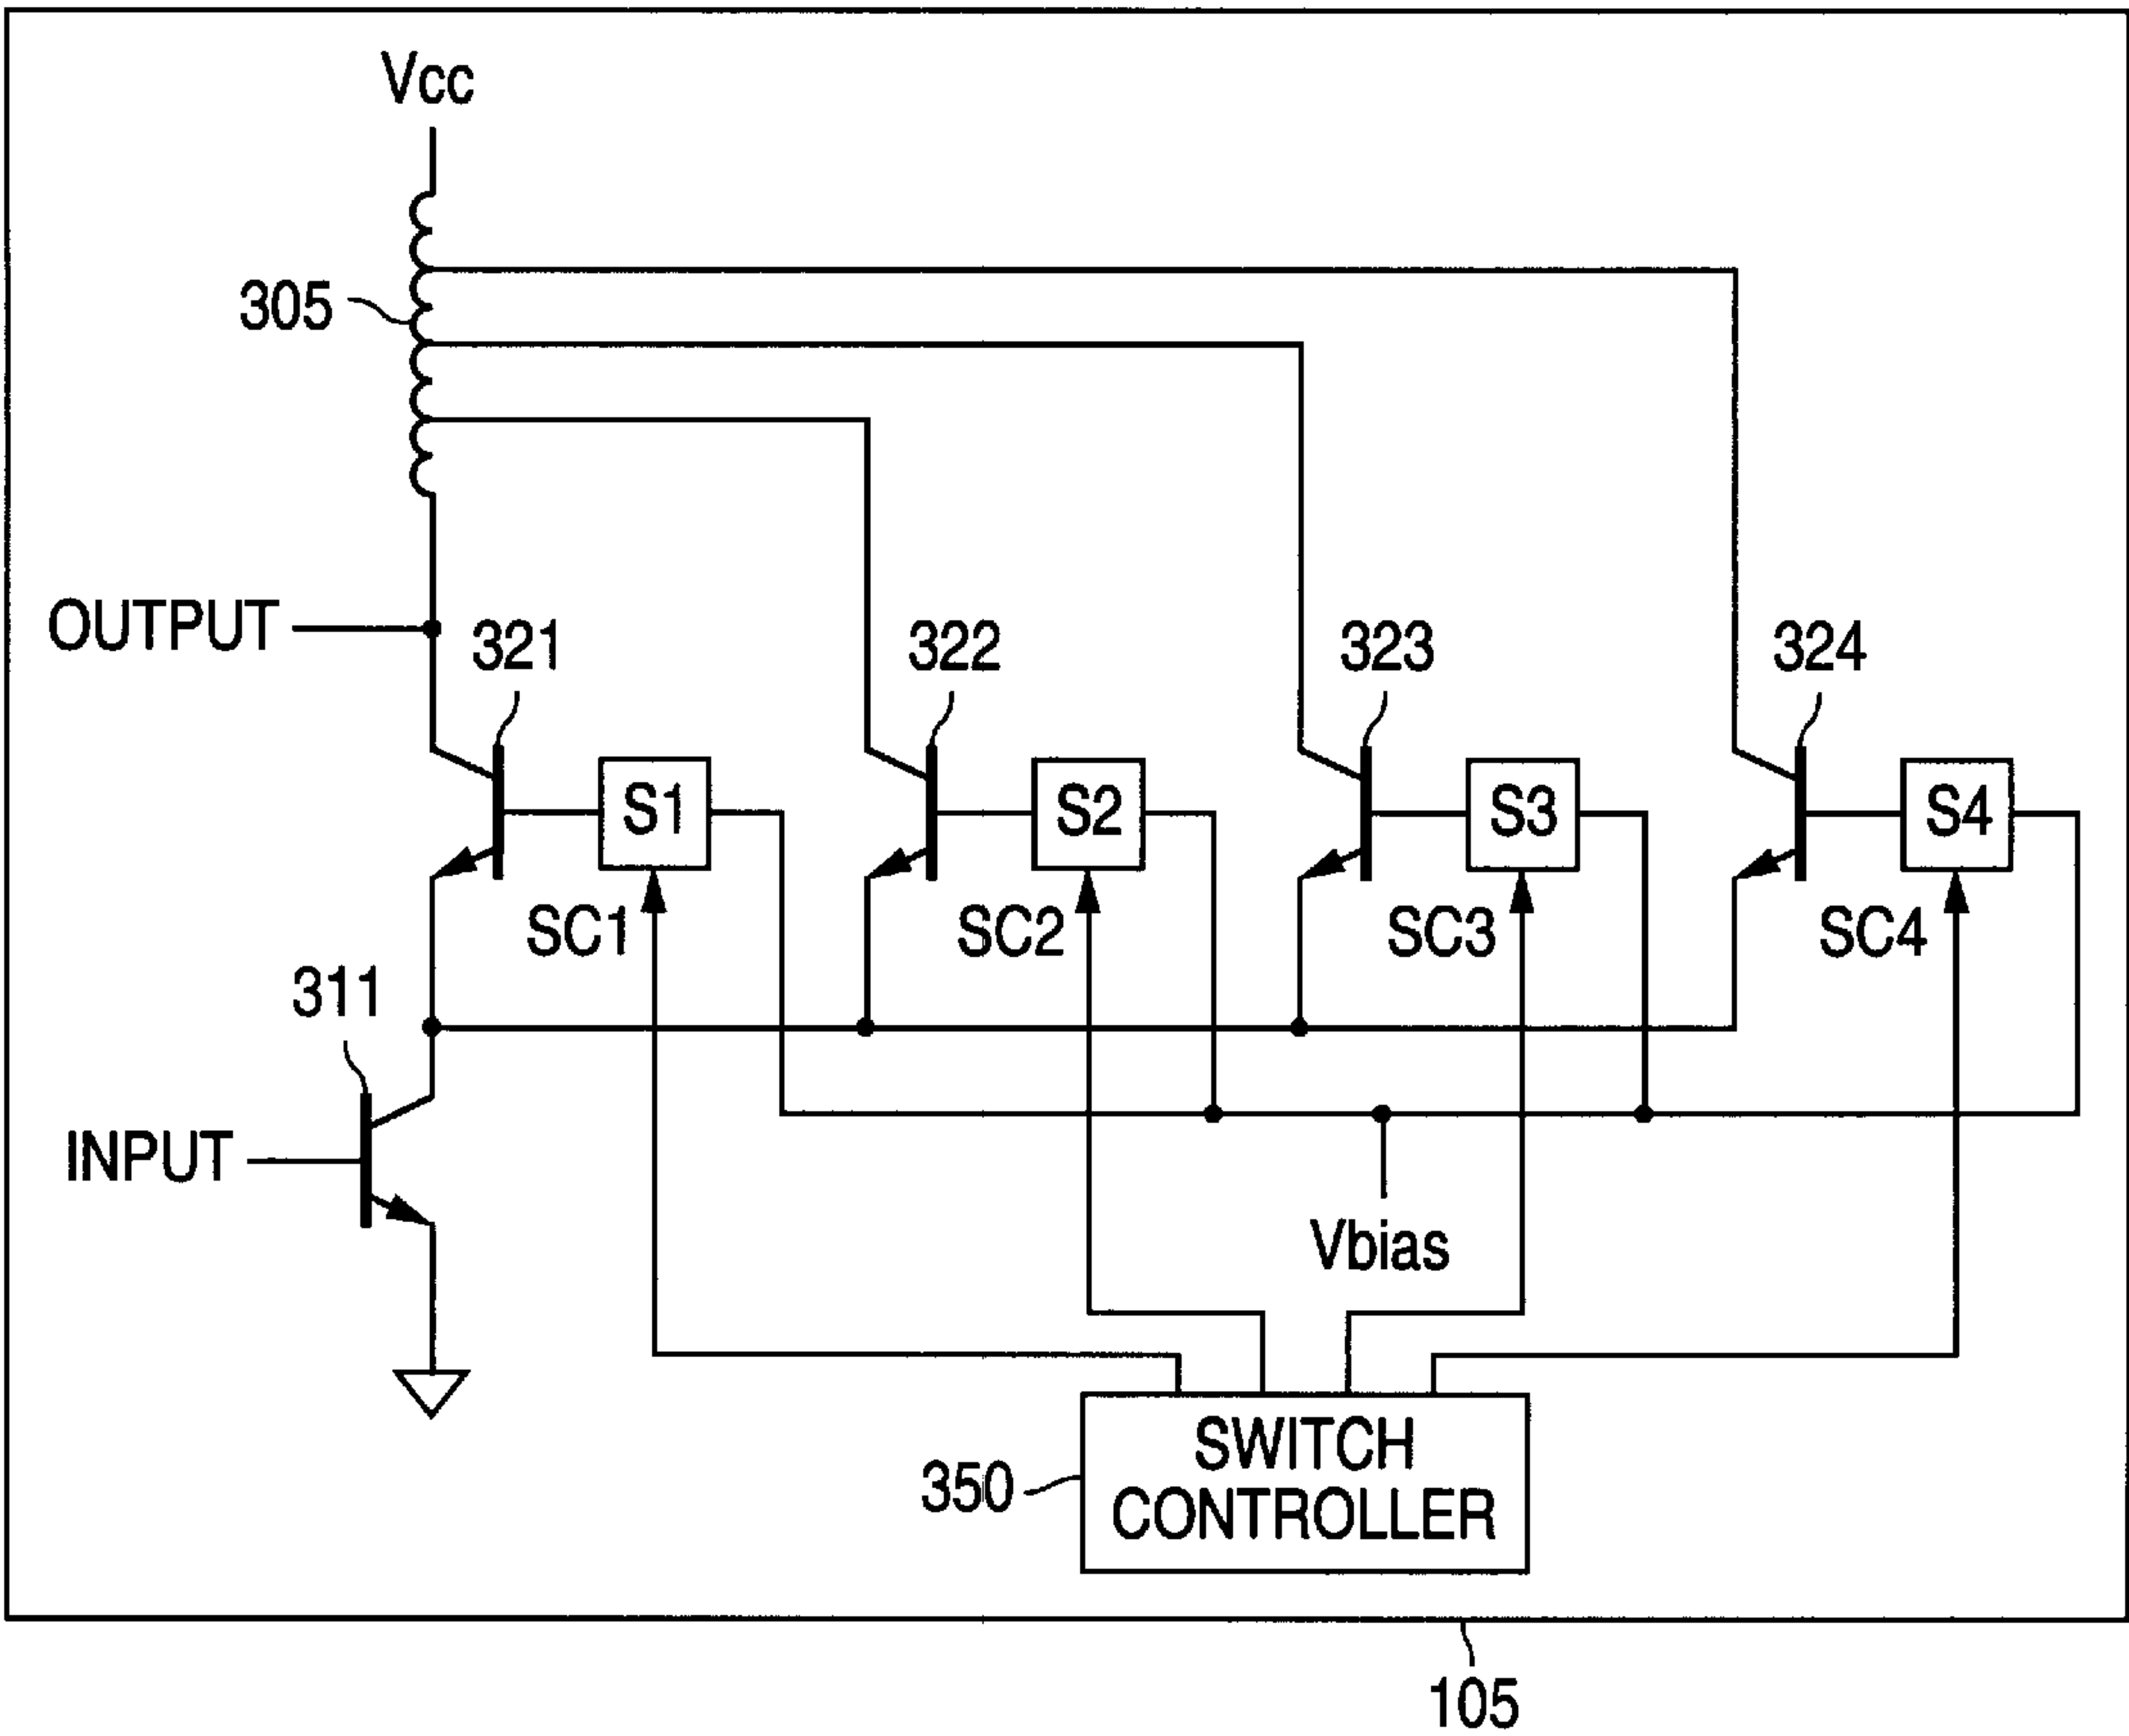 Vcc
305
OUTPUT
321
322
323
324
S1
S2
S3
S4
SC1
SC2
SC3
SC4
311
INPUT
Vbias
350
SWITCH
CONTROLLER
105